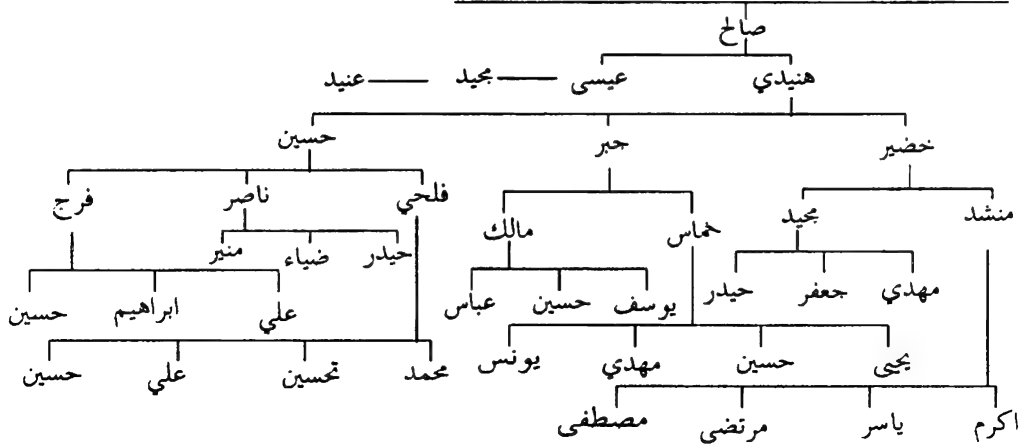 صالح
هنيدي عيسى مجيد عنيد
خضير جبر حسين
منشد مجيد خماس مالك فلحي ناصر فرج
حيدر ضياء منير
مهدي جعفر حيدر يوسف حسين عباس علي ابراهيم حسين
يحيى حسين مهدي يونس محمد تحسين علي حسين
اكرم ياسر مرتضى مصطفى